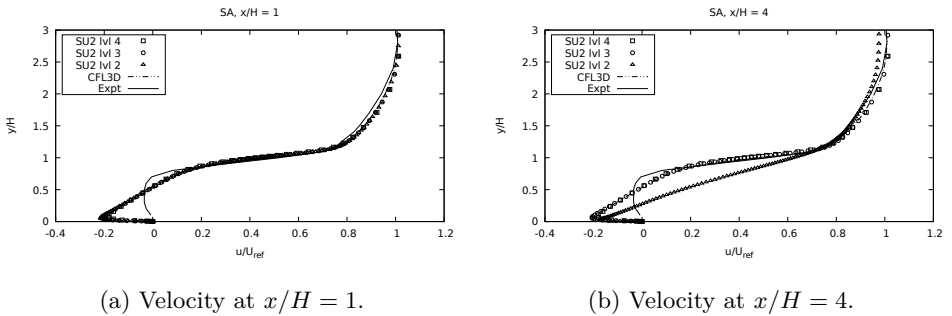 SA, x/H = 1
3
2.5
2
1.5
1
0.5
0
y/H
SU2 lvl 4
SU2 lvl 3
SU2 lvl 2
CFL3D
Expt
-0.4 -0.2 0 0.2 0.4 0.6 0.8 1 1.2
u/Uref
(a) Velocity at x/H = 1.
SA, x/H = 4
3
2.5
2
1.5
1
0.5
0
y/H
SU2 lvl 4
SU2 lvl 3
SU2 lvl 2
CFL3D
Expt
-0.4 -0.2 0 0.2 0.4 0.6 0.8 1 1.2
u/Uref
(b) Velocity at x/H = 4.